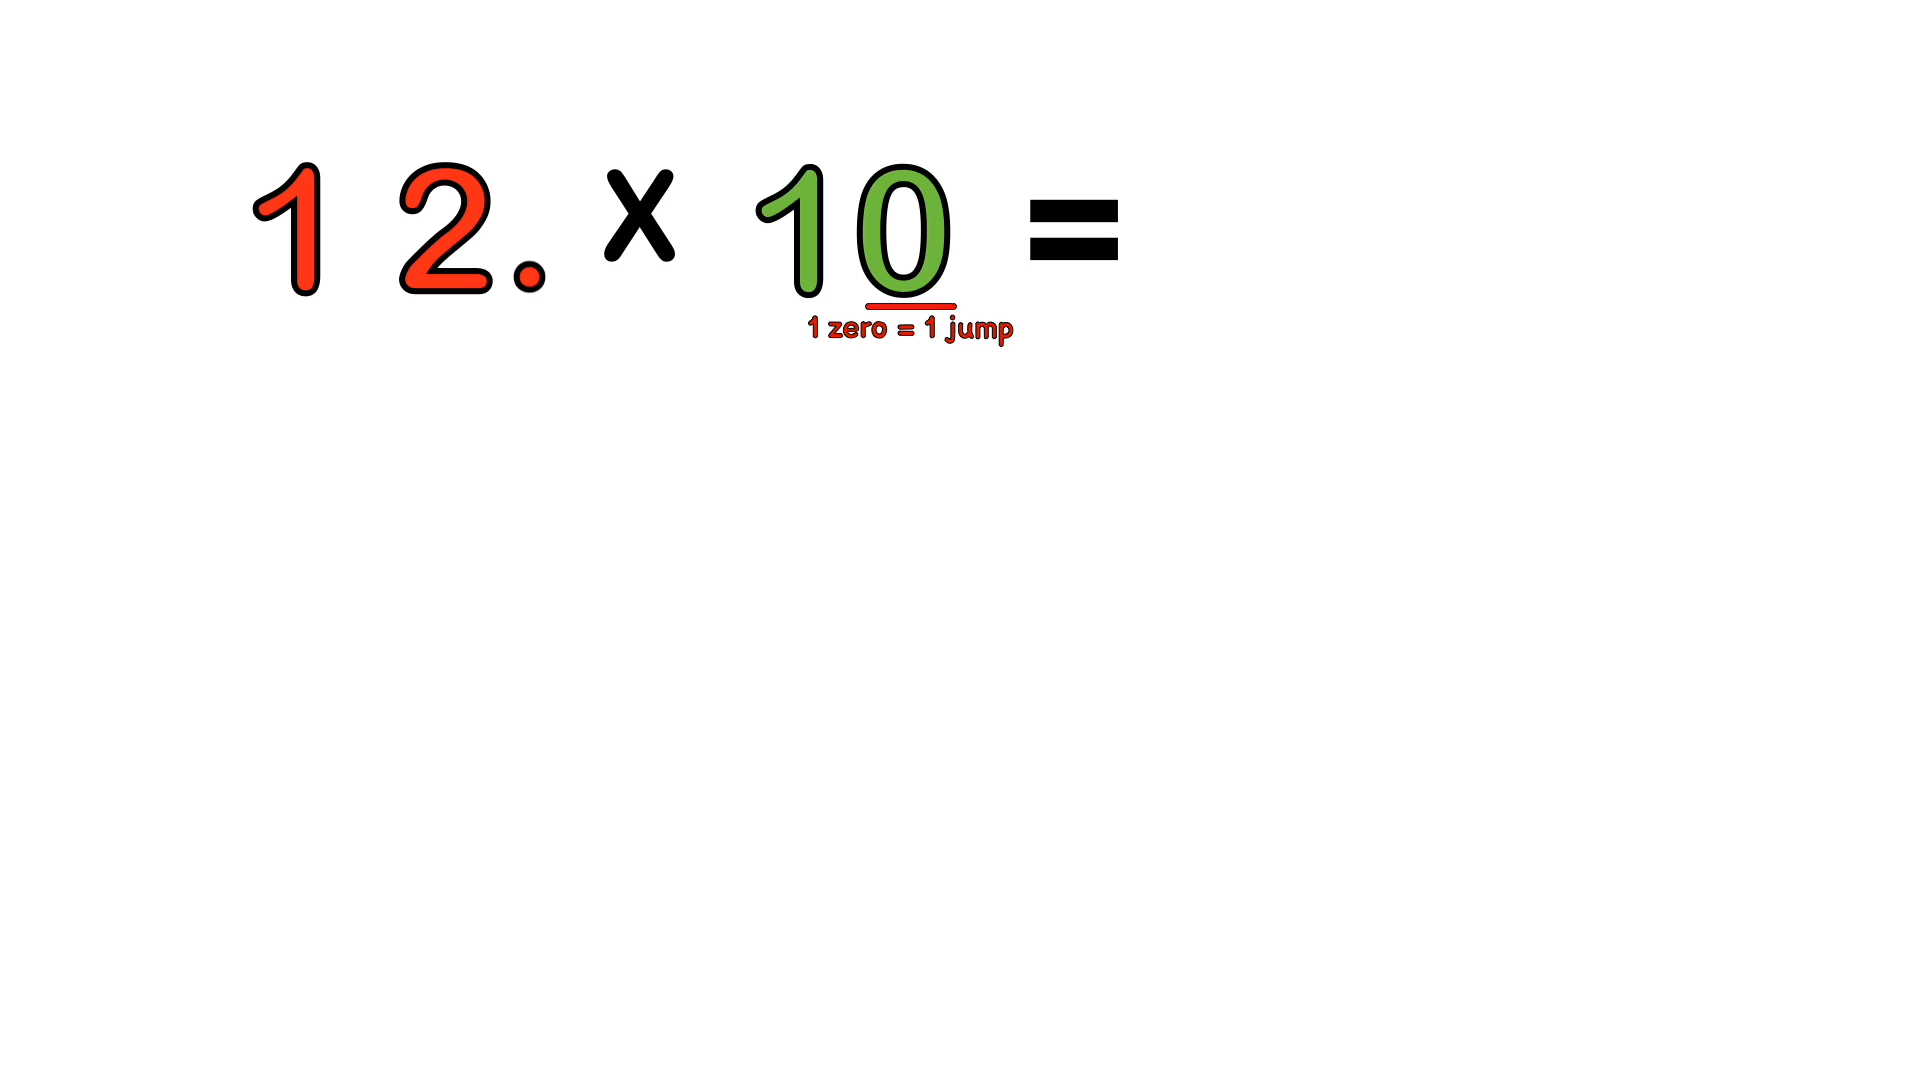 12. x 10 =
1 zero = 1 jump